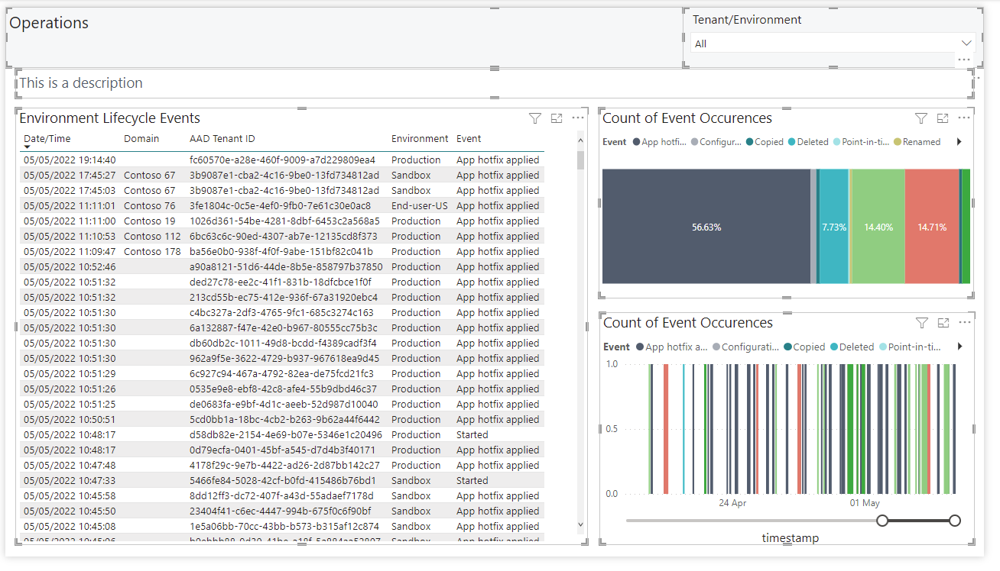 Operations
Tenant/Environment
All
This is a description
Environment Lifecycle Events
Date/Time Domain AAD Tenant ID Environment Event
05/05/2022 19:14:40 fc60570e-a28e-460f-9009-a7d229809ea4 Production App hotfix applied
05/05/2022 17:45:27 Contoso 67 3b9087e1-cba2-4c16-9be0-13fd734812ad Sandbox App hotfix applied
05/05/2022 17:45:03 Contoso 67 3b9087e1-cba2-4c16-9be0-13fd734812ad Sandbox App hotfix applied
05/05/2022 11:11:01 Contoso 76 3fe1804c-0c5e-4ef0-9fb0-7e61c30e0ac8 End-user-US App hotfix applied
05/05/2022 11:11:00 Contoso 19 1026d361-54be-4281-8dbf-6453c2a568a5 Production App hotfix applied
05/05/2022 11:10:53 Contoso 112 6bc63c6c-90ed-4307-ab7e-12135cd8f373 Production App hotfix applied
05/05/2022 11:09:47 Contoso 178 ba56e0b0-938f-4f0f-9abe-151bf82c041b Production App hotfix applied
05/05/2022 10:52:46 a90a8121-51d6-44de-8b5e-858797b37850 Production App hotfix applied
05/05/2022 10:51:32 ded27c78-ee2c-41f1-831b-18dfcbce1f0f Production App hotfix applied
05/05/2022 10:51:32 213cd55b-ec75-412e-936f-67a31920ebc4 Production App hotfix applied
05/05/2022 10:51:30 c4bc327a-2df3-4765-9fc1-685c3274c163 Production App hotfix applied
05/05/2022 10:51:30 6a132887-f47e-42e0-b967-80555cc75b3c Production App hotfix applied
05/05/2022 10:51:30 db60db2c-1011-49d8-bcdd-f4389cadf3f4 Production App hotfix applied
05/05/2022 10:51:30 962a9f5e-3622-4729-b937-967618ea9d45 Production App hotfix applied
05/05/2022 10:51:29 6c927c94-467a-4792-82ea-de75fcd21fc3 Production App hotfix applied
05/05/2022 10:51:26 0535e9e8-ebf8-42c8-afe4-55b9dbd46c37 Production App hotfix applied
05/05/2022 10:51:25 de0683fa-e9bf-4d1c-aeeb-52d987d10040 Production App hotfix applied
05/05/2022 10:50:51 5cd0bb1a-18bc-4cb2-b263-9b62a44f6442 Production App hotfix applied
05/05/2022 10:48:17 d58db82e-2154-4e69-b07e-5346e1c20496 Production Started
05/05/2022 10:48:17 0d79ecfa-0401-45bf-a545-d7d4b3f40171 Production App hotfix applied
05/05/2022 10:47:48 4178f29c-9e7b-4422-ad26-2d87bb142c27 Production App hotfix applied
05/05/2022 10:47:33 5466fe84-5028-42cf-b0fd-415486b76bd1 Sandbox Started
05/05/2022 10:45:58 8dd12ff3-dc72-407f-a43d-55adaef7178d Sandbox App hotfix applied
05/05/2022 10:45:50 23404f41-c6ec-4447-994b-675f0c6f90bf Sandbox App hotfix applied
05/05/2022 10:45:08 1e5a06bb-70cc-43bb-b573-b315af12c874 Sandbox App hotfix applied
Count of Event Occurences
Event App hotfi... Configur... Copied Deleted Point-in-ti... Renamed
56.63% 7.73% 14.40% 14.71%
Count of Event Occurences
Event App hotfix a... Configurati... Copied Deleted Point-in-ti...
1.0
0.5
0.0
24 Apr 01 May
timestamp